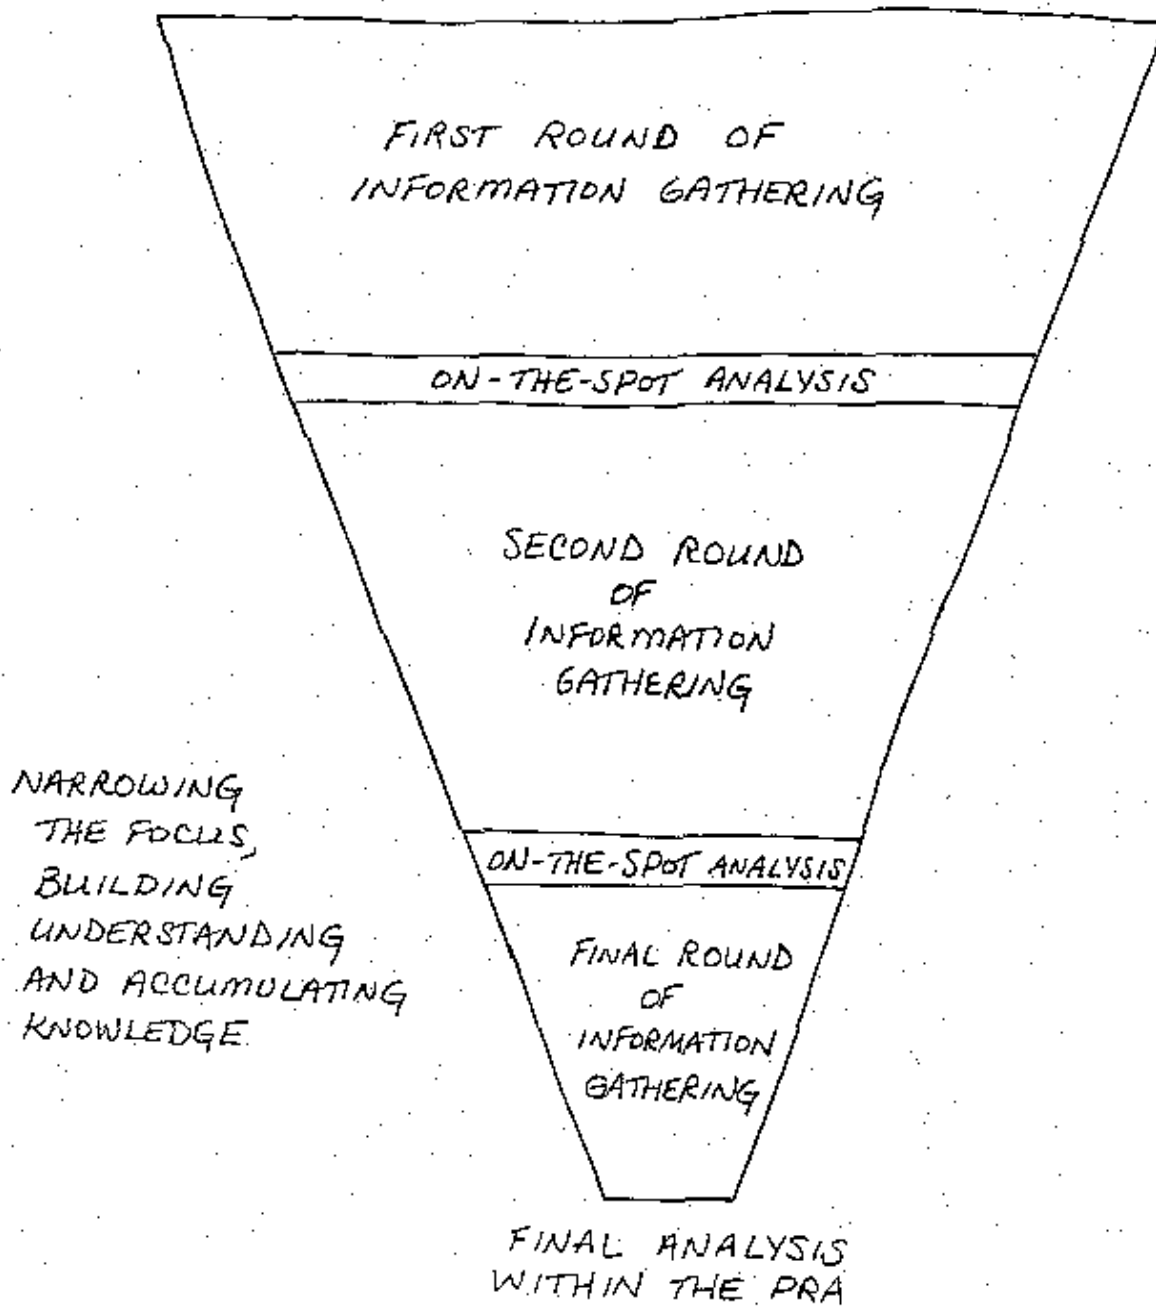 FIRST ROUND OF
INFORMATION GATHERING
ON-THE-SPOT ANALYSIS
SECOND ROUND
OF
INFORMATION
GATHERING
NARROWING
THE FOCUS,
BUILDING
UNDERSTANDING
AND ACCUMULATING
KNOWLEDGE
ON-THE-SPOT ANALYSIS
FINAL ROUND
OF
INFORMATION
GATHERING
FINAL ANALYSIS
WITHIN THE PRA